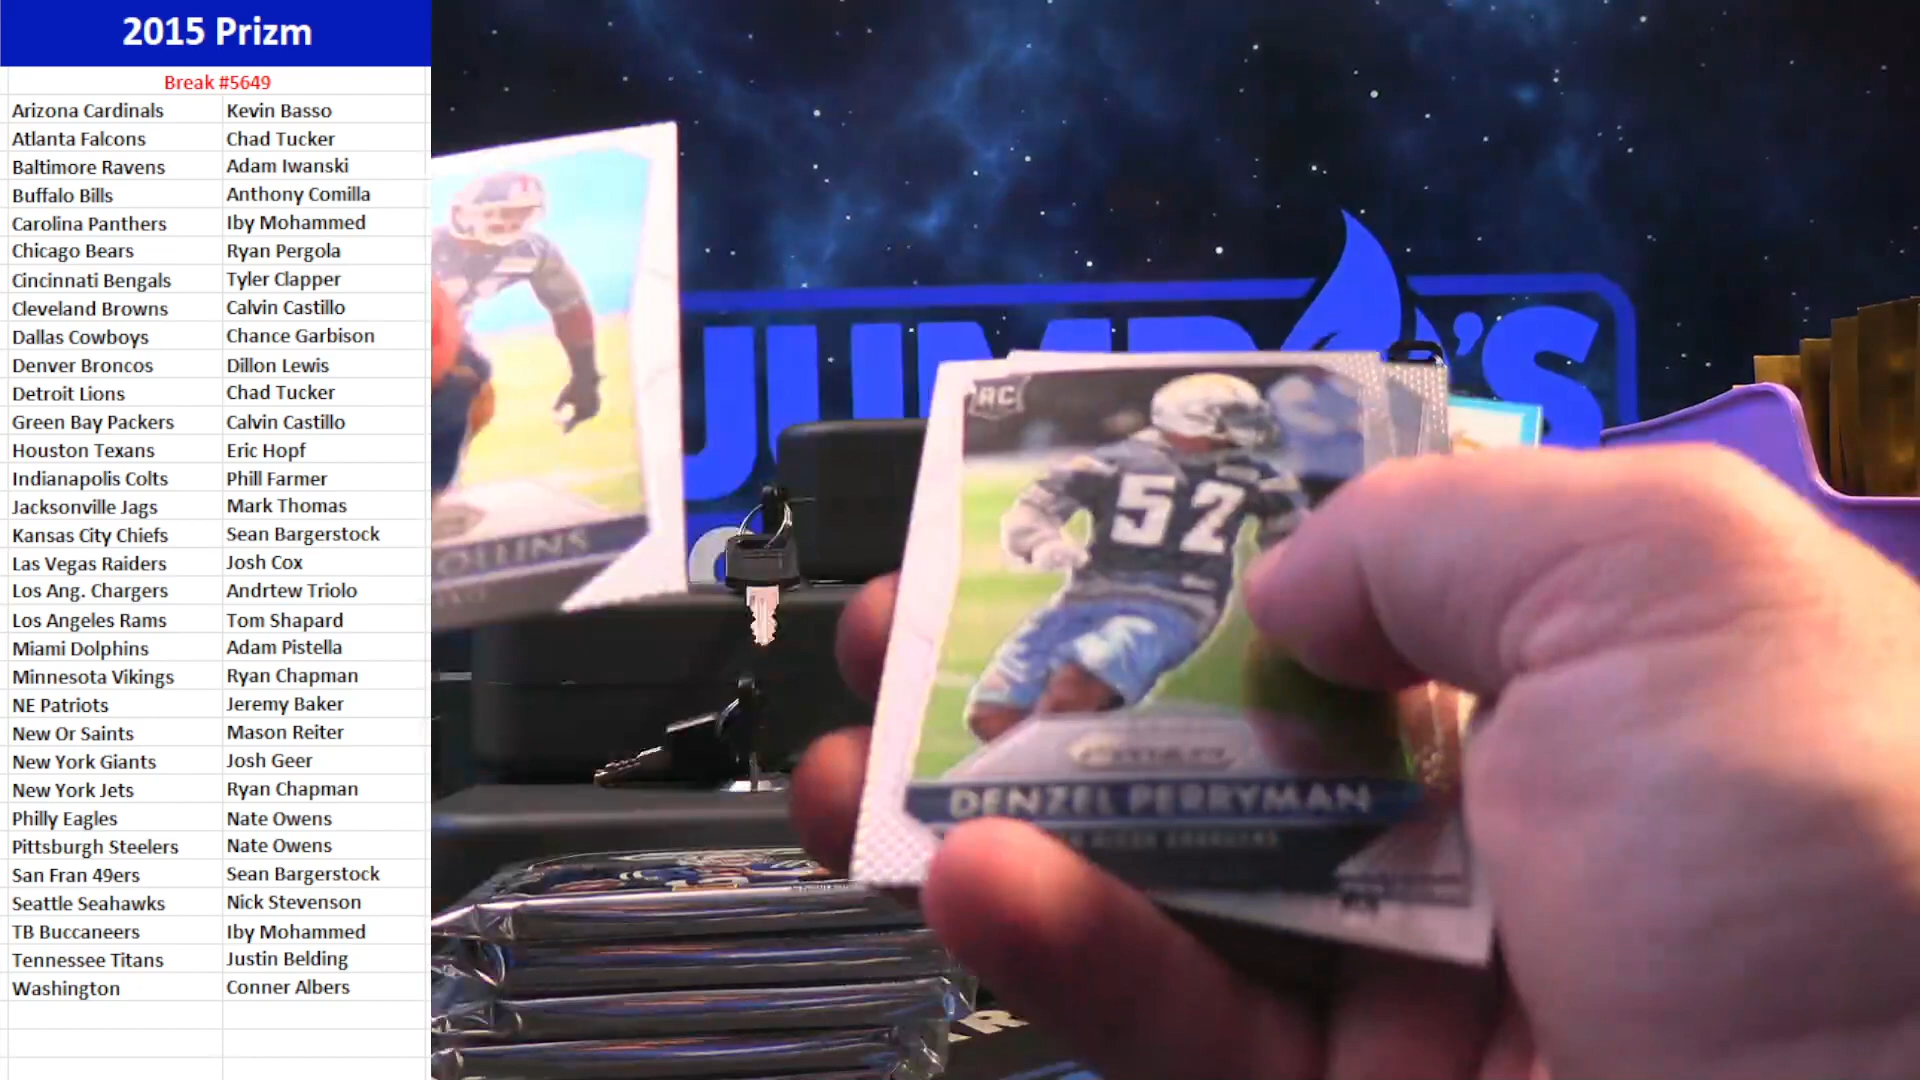 2015 Prizm
Break #5649
Arizona Cardinals Kevin Basso
Atlanta Falcons Chad Tucker
Baltimore Ravens Adam Iwanski
Buffalo Bills Anthony Comilla
Carolina Panthers Iby Mohammed
Chicago Bears Ryan Pergola
Cincinnati Bengals Tyler Clapper
Cleveland Browns Calvin Castillo
Dallas Cowboys Chance Garbison
Denver Broncos Dillon Lewis
Detroit Lions Chad Tucker
Green Bay Packers Calvin Castillo
Houston Texans Eric Hopf
Indianapolis Colts Phill Farmer
Jacksonville Jags Mark Thomas
Kansas City Chiefs Sean Bargerstock
Las Vegas Raiders Josh Cox
Los Ang. Chargers Andrtew Triolo
Los Angeles Rams Tom Shapard
Miami Dolphins Adam Pistella
Minnesota Vikings Ryan Chapman
NE Patriots Jeremy Baker
New Or Saints Mason Reiter
New York Giants Josh Geer
New York Jets Ryan Chapman
Philly Eagles Nate Owens
Pittsburgh Steelers Nate Owens
San Fran 49ers Sean Bargerstock
Seattle Seahawks Nick Stevenson
TB Buccaneers Iby Mohammed
Tennessee Titans Justin Belding
Washington Conner Albers
OLLINS
RC
52
PRIZM
DENZEL PERRYMAN